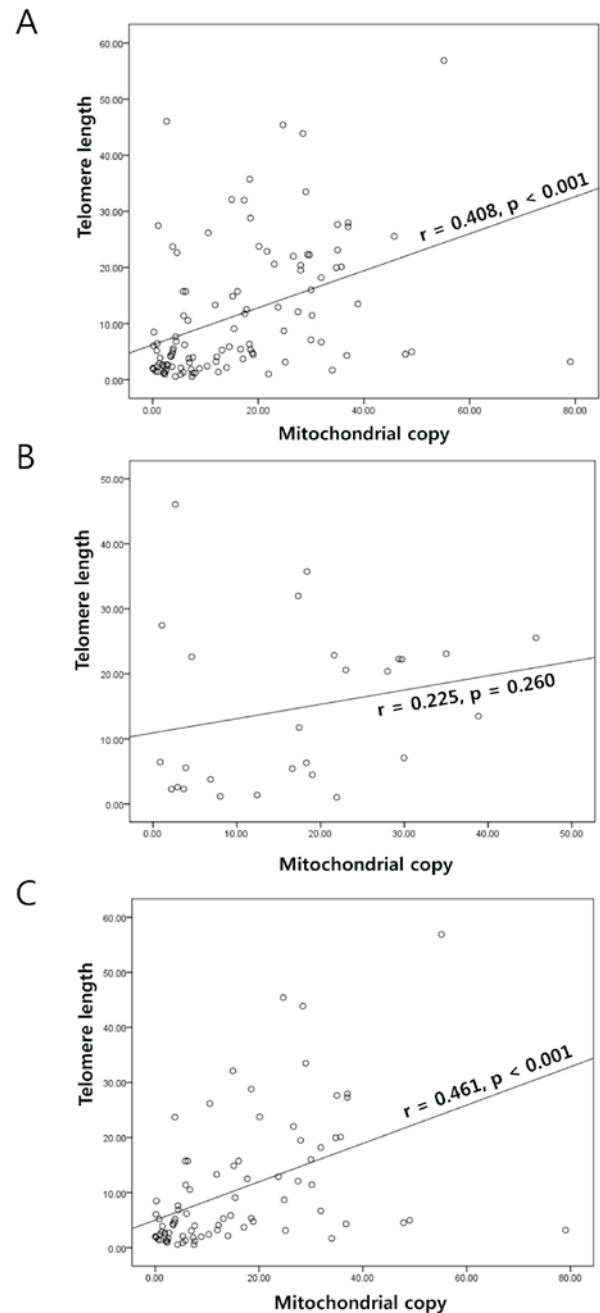 A
60.00
50.00
40.00
30.00
20.00
10.00
0.00
Telomere length
r = 0.408, p < 0.001
0.00 20.00 40.00 60.00 80.00
Mitochondrial copy
B
50.00
40.00
30.00
20.00
10.00
0.00
Telomere length
r = 0.225, p = 0.260
0.00 10.00 20.00 30.00 40.00 50.00
Mitochondrial copy
C
60.00
50.00
40.00
30.00
20.00
10.00
0.00
Telomere length
r = 0.461, p < 0.001
0.00 20.00 40.00 60.00 80.00
Mitochondrial copy